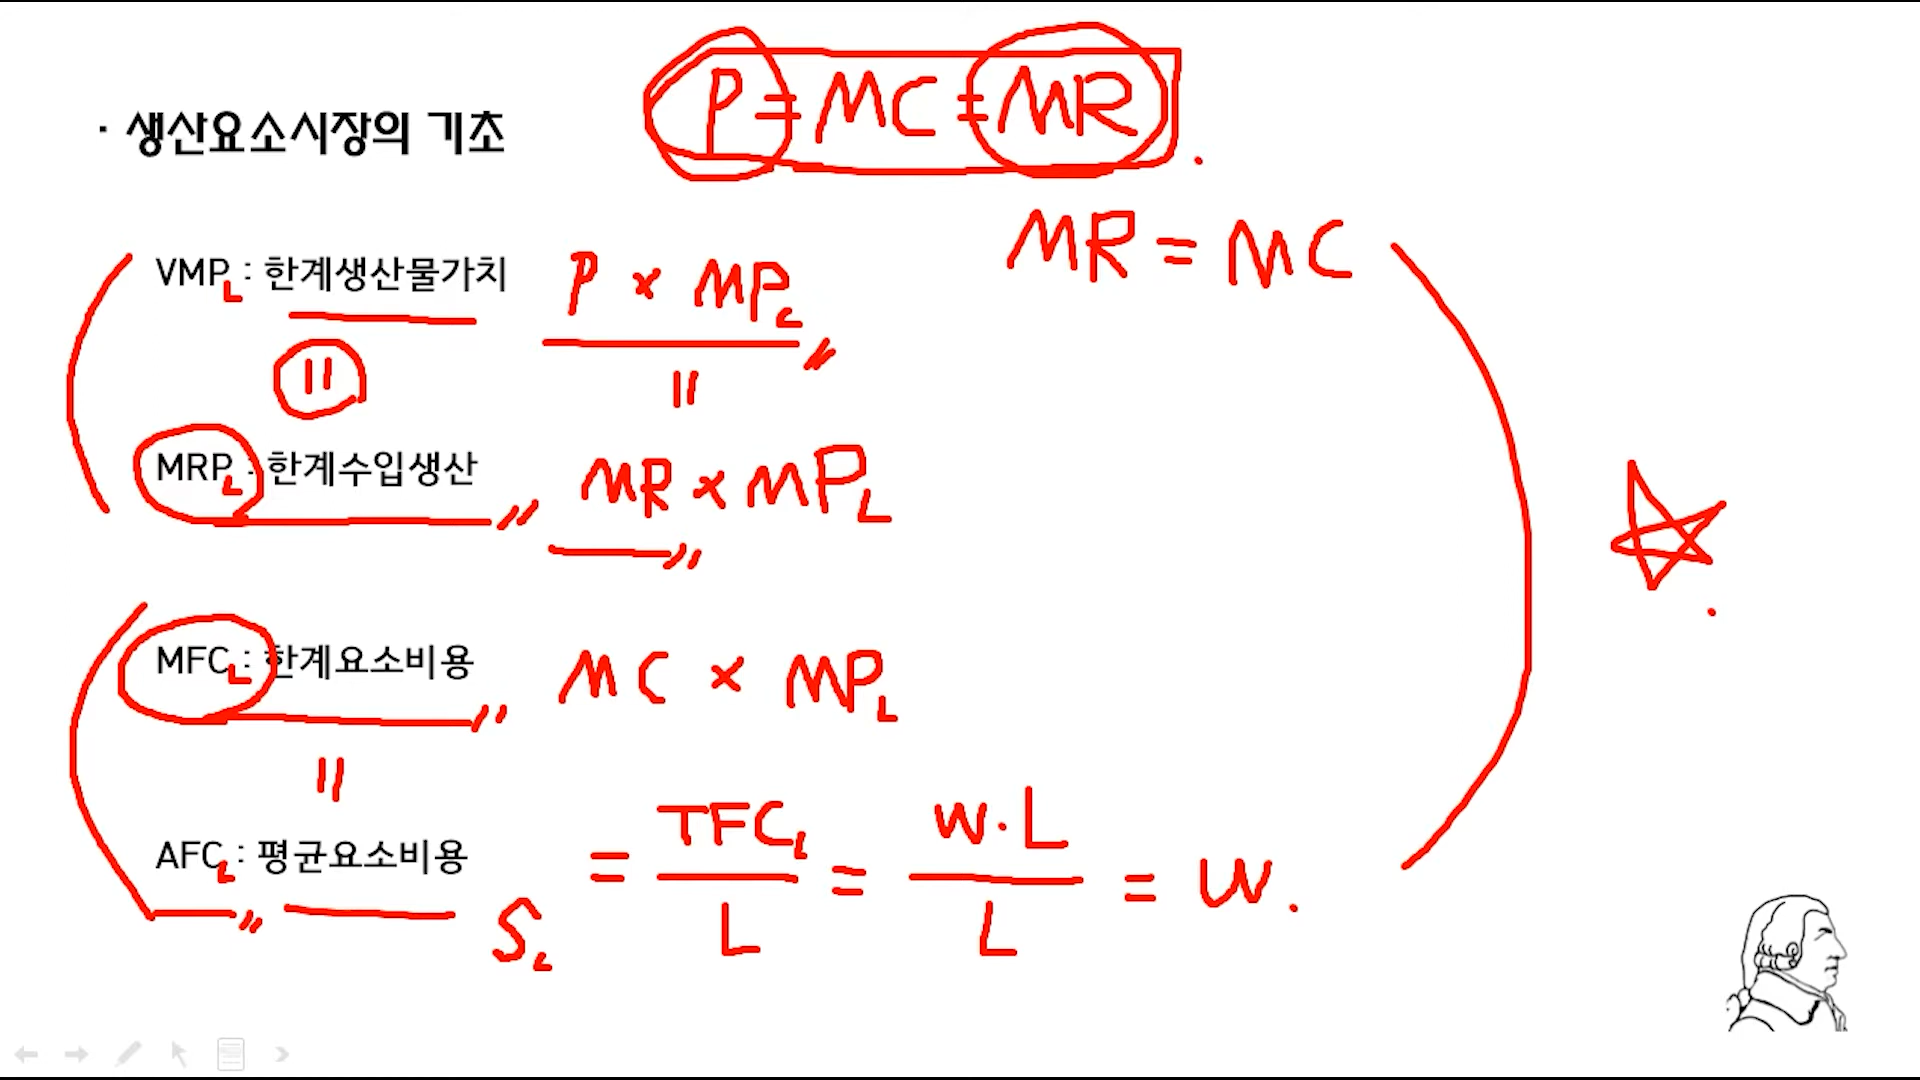 P = MC = MR.
· 생산요소시장의 기초
MR = MC
VMPL : 한계생산물가치 P × MPL 〃
= =
MRPL : 한계수입생산 〃 MR × MPL
〃
MFCL : 한계요소비용 〃 MC × MPL
=
AFCL : 평균요소비용 = TFCL / L = W·L / L = W.
〃 SL